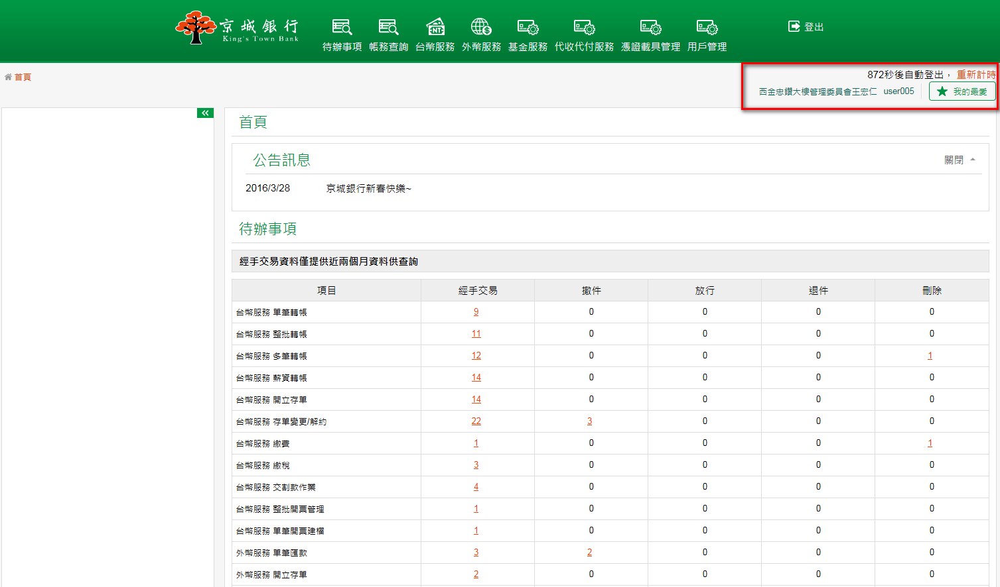 京城銀行
King's Town Bank
待辦事項 帳務查詢 台幣服務 外幣服務 基金服務 代收代付服務 憑證載具管理 用戶管理
登出
首頁
872秒後自動登出， 重新計時
西金忠鑽大樓管理委員會王宏仁 user005 我的最愛
首頁
公告訊息 關閉
2016/3/28 京城銀行新春快樂~
待辦事項
經手交易資料僅提供近兩個月資料供查詢
項目 經手交易 撤件 放行 退件 刪除
台幣服務 單筆轉帳 9 0 0 0 0
台幣服務 整批轉帳 11 0 0 0 0
台幣服務 多筆轉帳 12 0 0 0 1
台幣服務 薪資轉帳 14 0 0 0 0
台幣服務 開立存單 14 0 0 0 0
台幣服務 存單變更/解約 22 3 0 0 0
台幣服務 繳費 1 0 0 0 1
台幣服務 繳稅 3 0 0 0 0
台幣服務 交割款作業 4 0 0 0 0
台幣服務 整批開票管理 1 0 0 0 0
台幣服務 單筆開票建檔 1 0 0 0 0
外幣服務 單筆匯款 3 2 0 0 0
外幣服務 開立存單 2 0 0 0 0